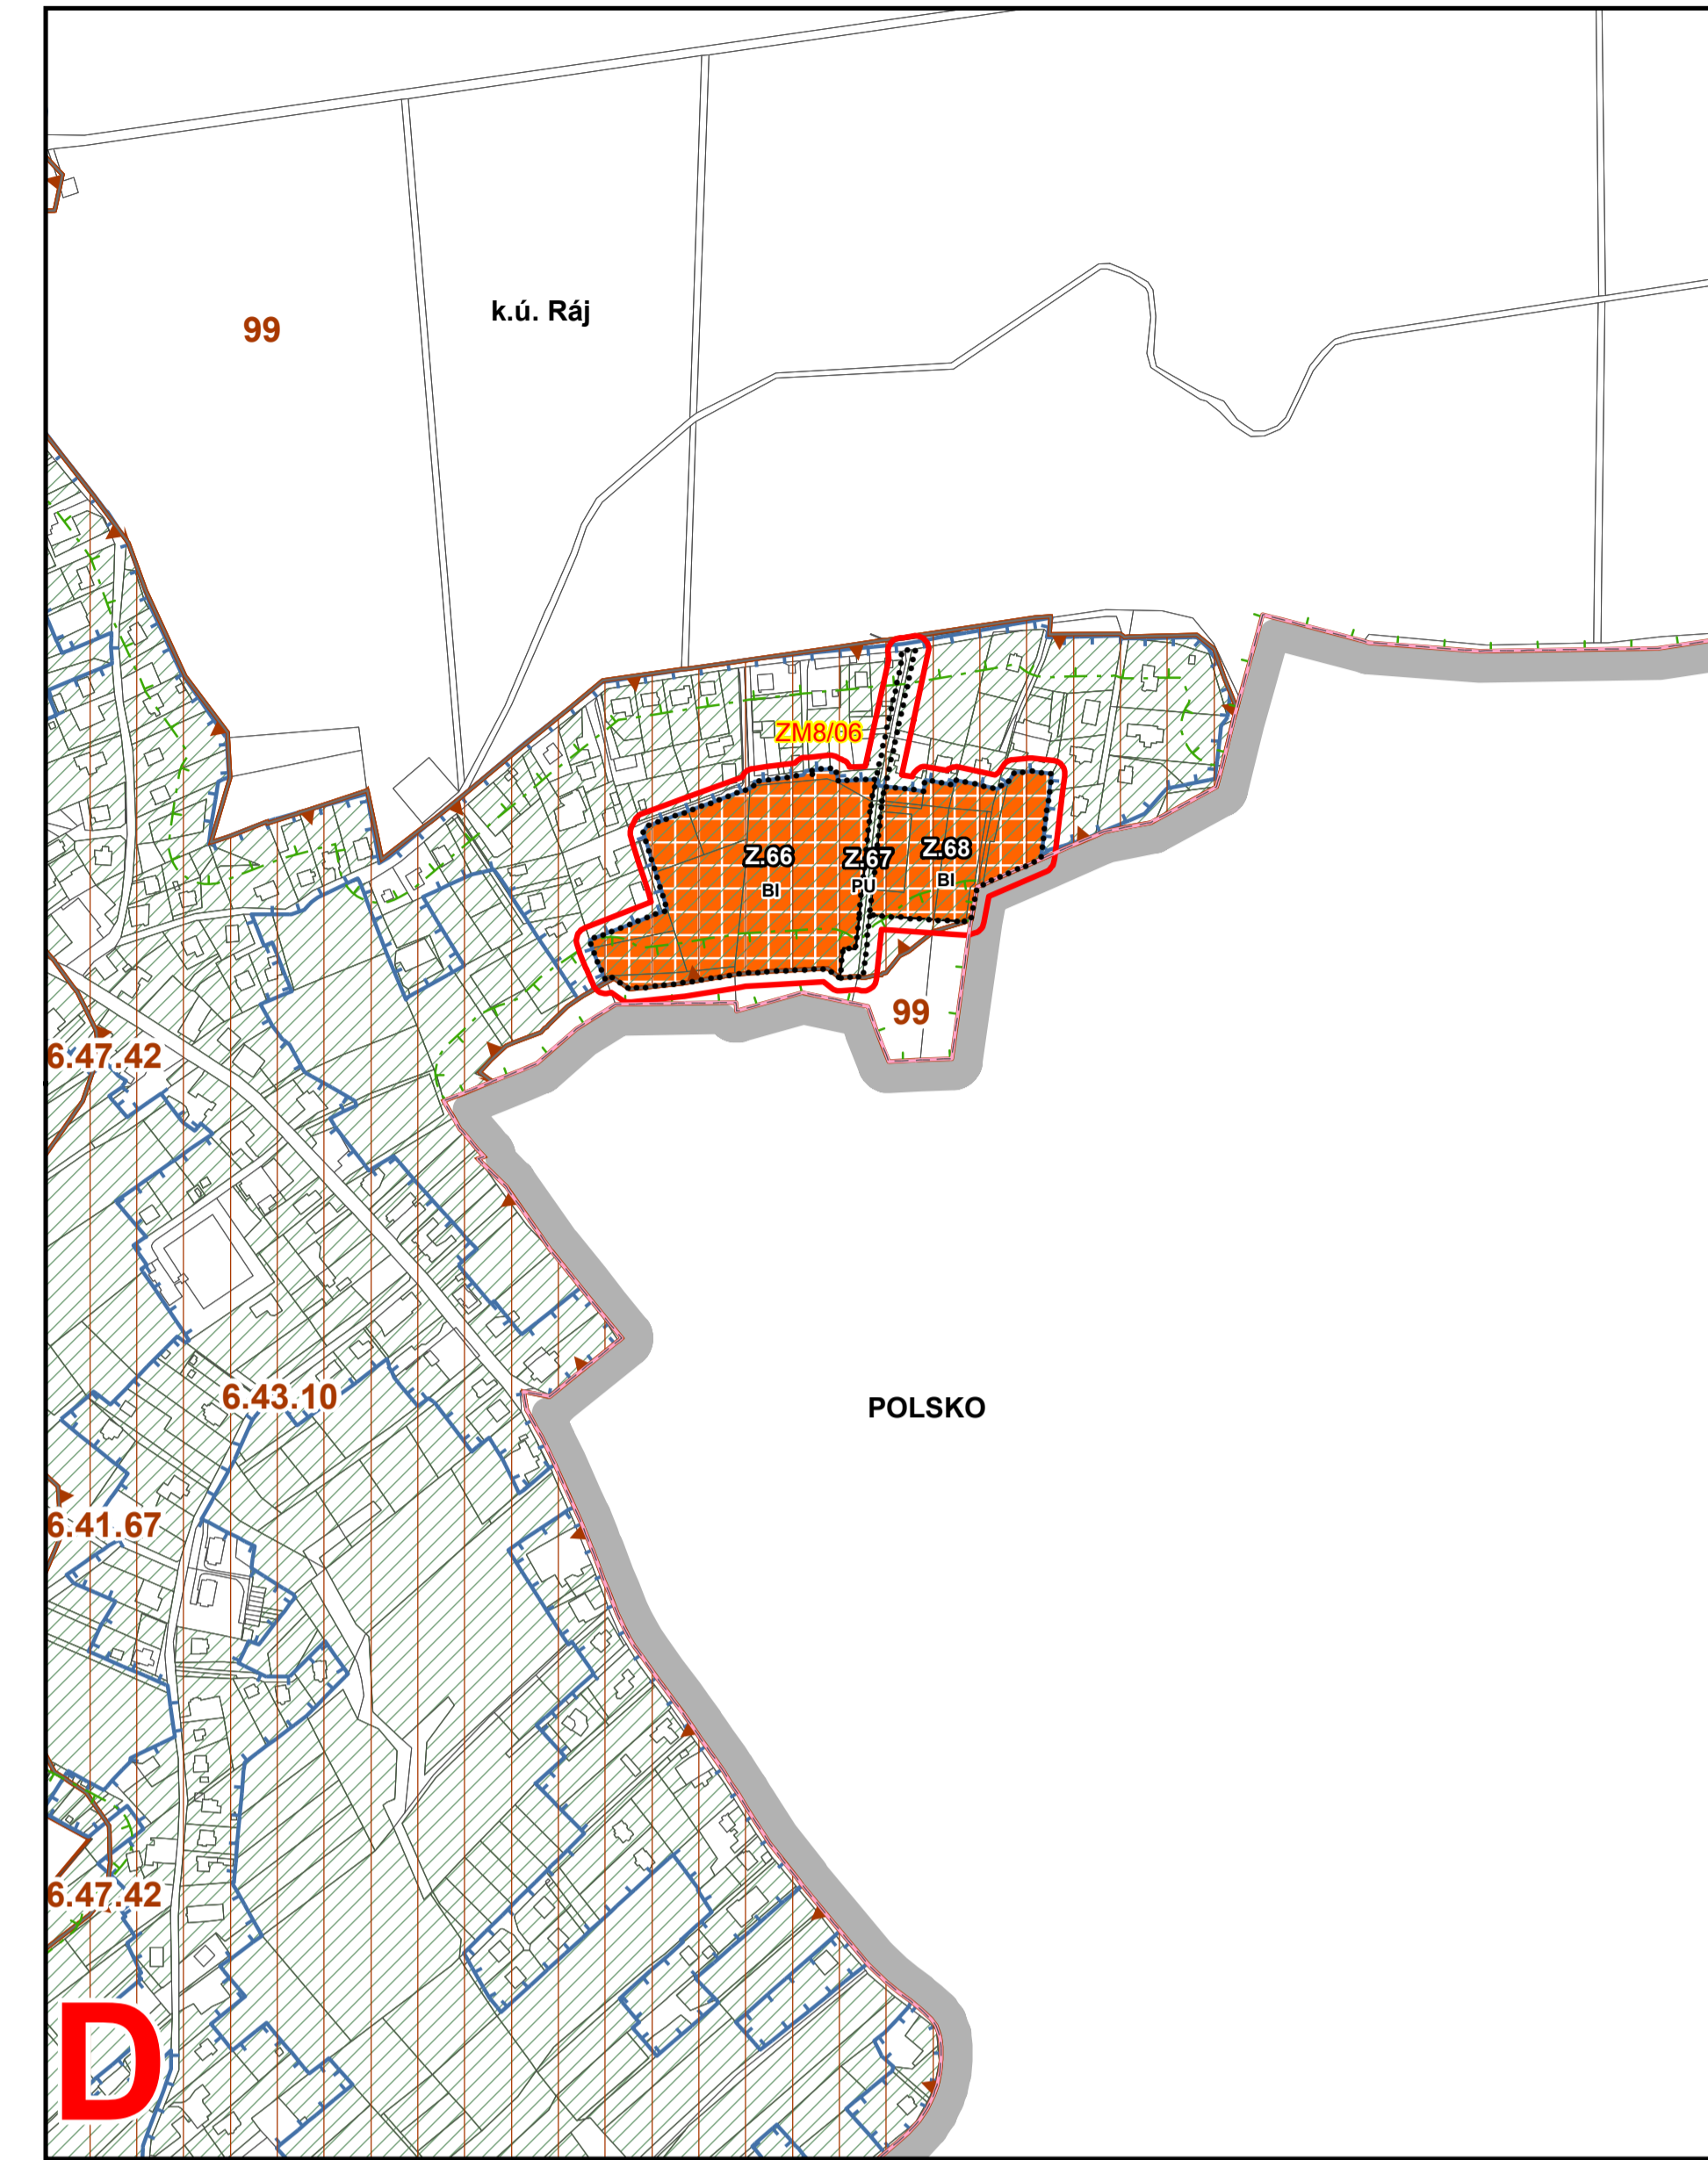 k.ú. Ráj
99
ZM8/06
Z.66
Z.67
Z.68
BI
PU
BI
99
6.47.42
6.43.10
POLSKO
6.41.67
6.47.42
D